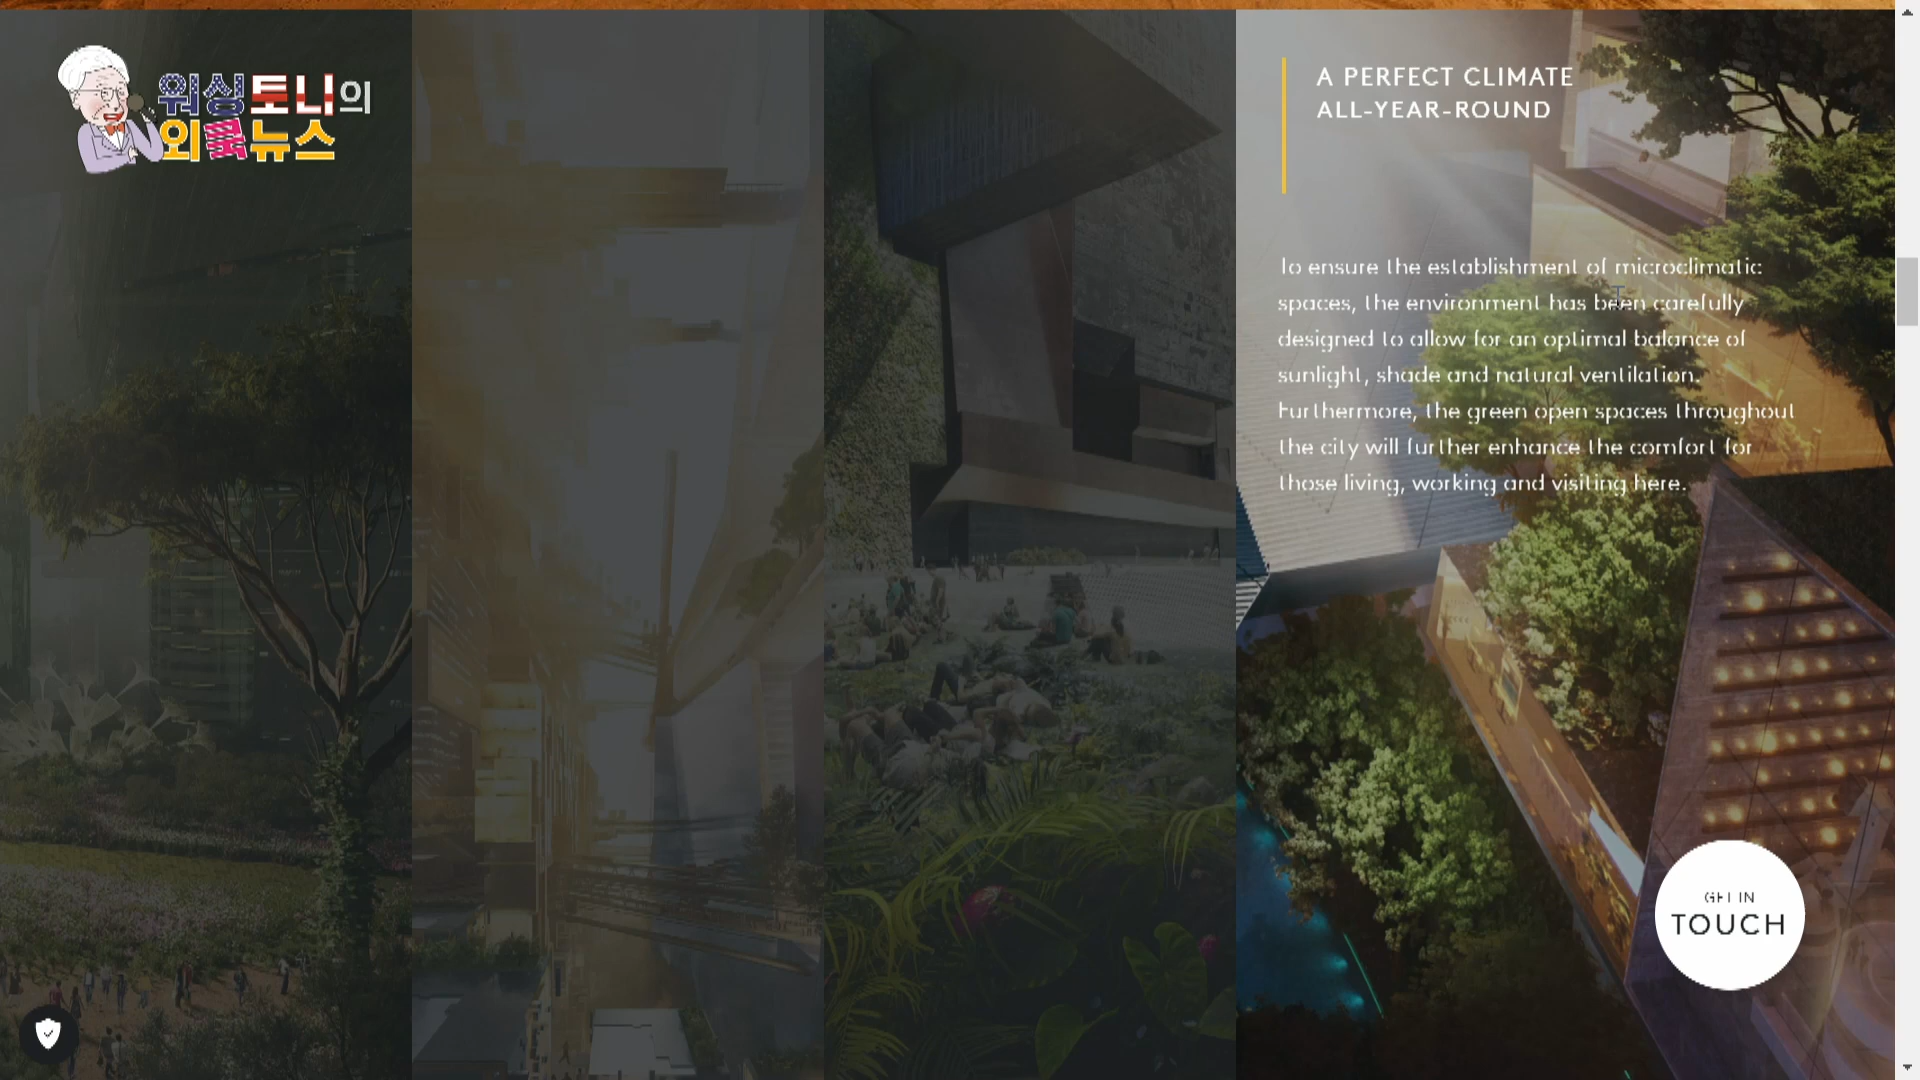 워싱토니의
외쿡뉴스
A PERFECT CLIMATE
ALL-YEAR-ROUND
To ensure the establishment of microclimatic
spaces, the environment has been carefully
designed to allow for an optimal balance of
sunlight, shade and natural ventilation.
Furthermore, the green open spaces throughout
the city will further enhance the comfort for
those living, working and visiting here.
GET IN
TOUCH